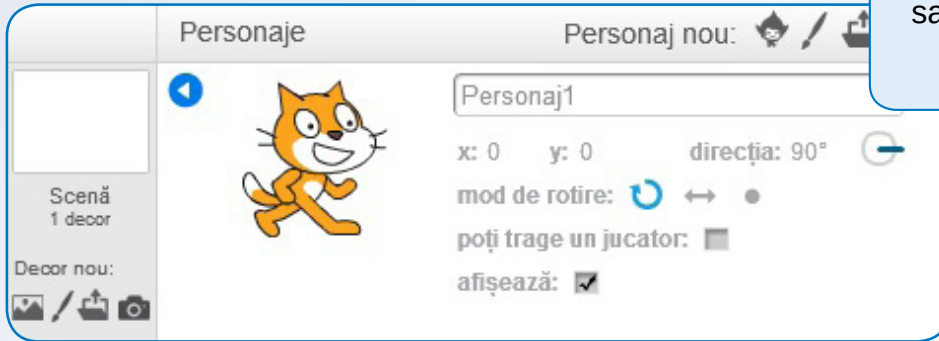 Personaje
Personaj nou:
sa
Personaj1
x: 0 y: 0 direcția: 90°
mod de rotire:
poți trage un jucator:
afișează:
Scenă
1 decor
Decor nou: